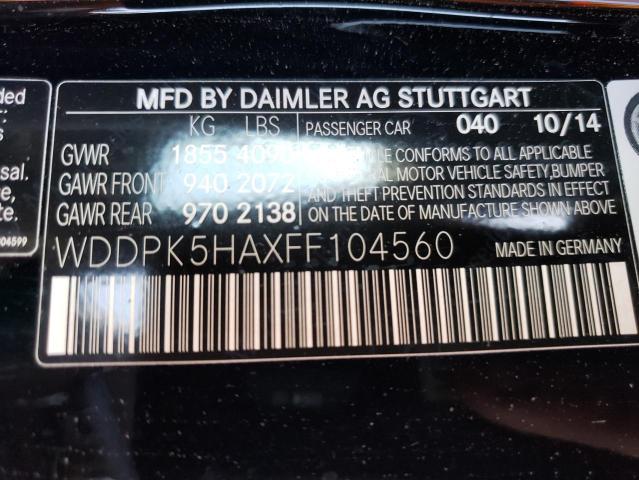 MFD BY DAIMLER AG STUTTGART
KG LBS PASSENGER CAR 040 10/14
GVWR 1855 4090
GAWR FRONT 940 2072
GAWR REAR 970 2138
CONFORMS TO ALL APPLICABLE
MOTOR VEHICLE SAFETY, BUMPER
AND THEFT PREVENTION STANDARDS IN EFFECT
ON THE DATE OF MANUFACTURE SHOWN ABOVE
WDDPK5HAXFF104560
MADE IN GERMANY